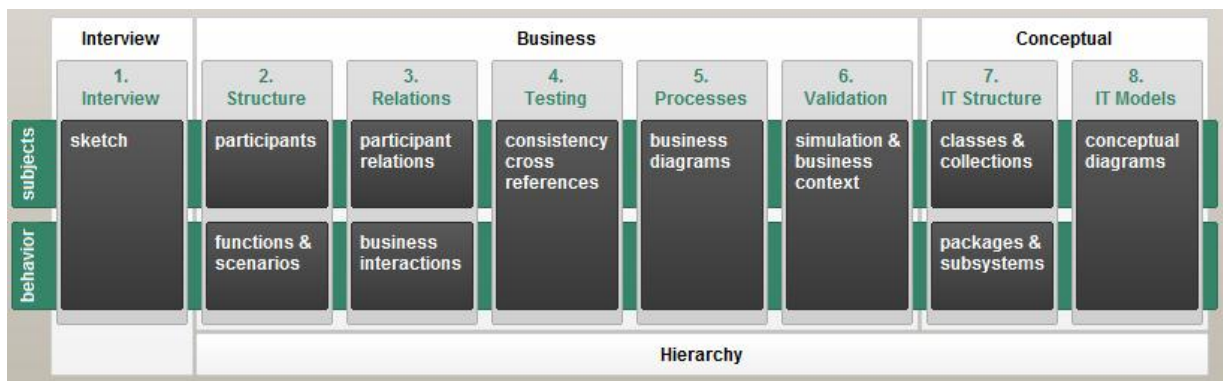 Interview
Business
Conceptual
1.
Interview
2.
Structure
3.
Relations
4.
Testing
5.
Processes
6.
Validation
7.
IT Structure
8.
IT Models
subjects
sketch
participants
participant
relations
consistency
cross
references
business
diagrams
simulation &
business
context
classes &
collections
conceptual
diagrams
behavior
functions &
scenarios
business
interactions
packages &
subsystems
Hierarchy